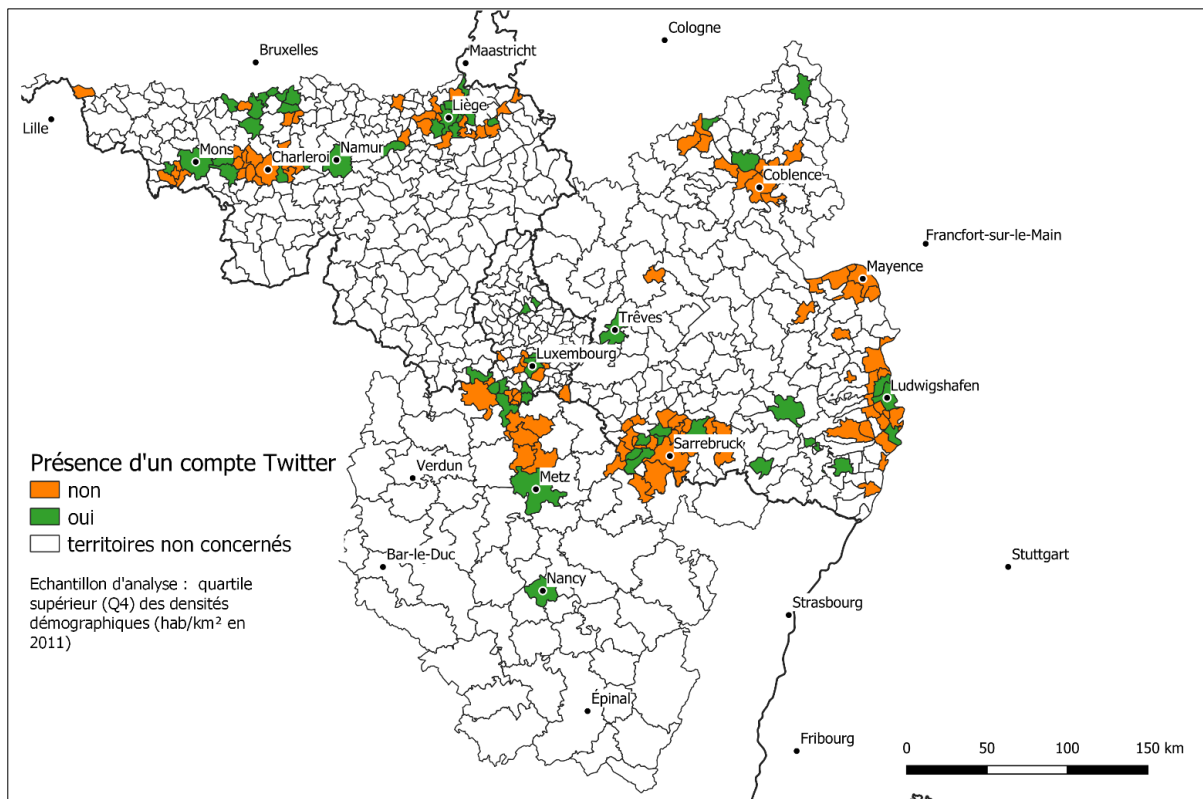 Cologne
Bruxelles
Maastricht
Liège
Lille
Mons
Charleroi
Namur
Coblence
Francfort-sur-le-Main
Mayence
Trêves
Luxembourg
Ludwigshafen
Sarrebruck
Verdun
Metz
Présence d'un compte Twitter
non
oui
territoires non concernés
Echantillon d'analyse : quartile
supérieur (Q4) des densités
démographiques (hab/km² en
2011)
Bar-le-Duc
Nancy
Stuttgart
Strasbourg
Épinal
Fribourg
0 50 100 150 km